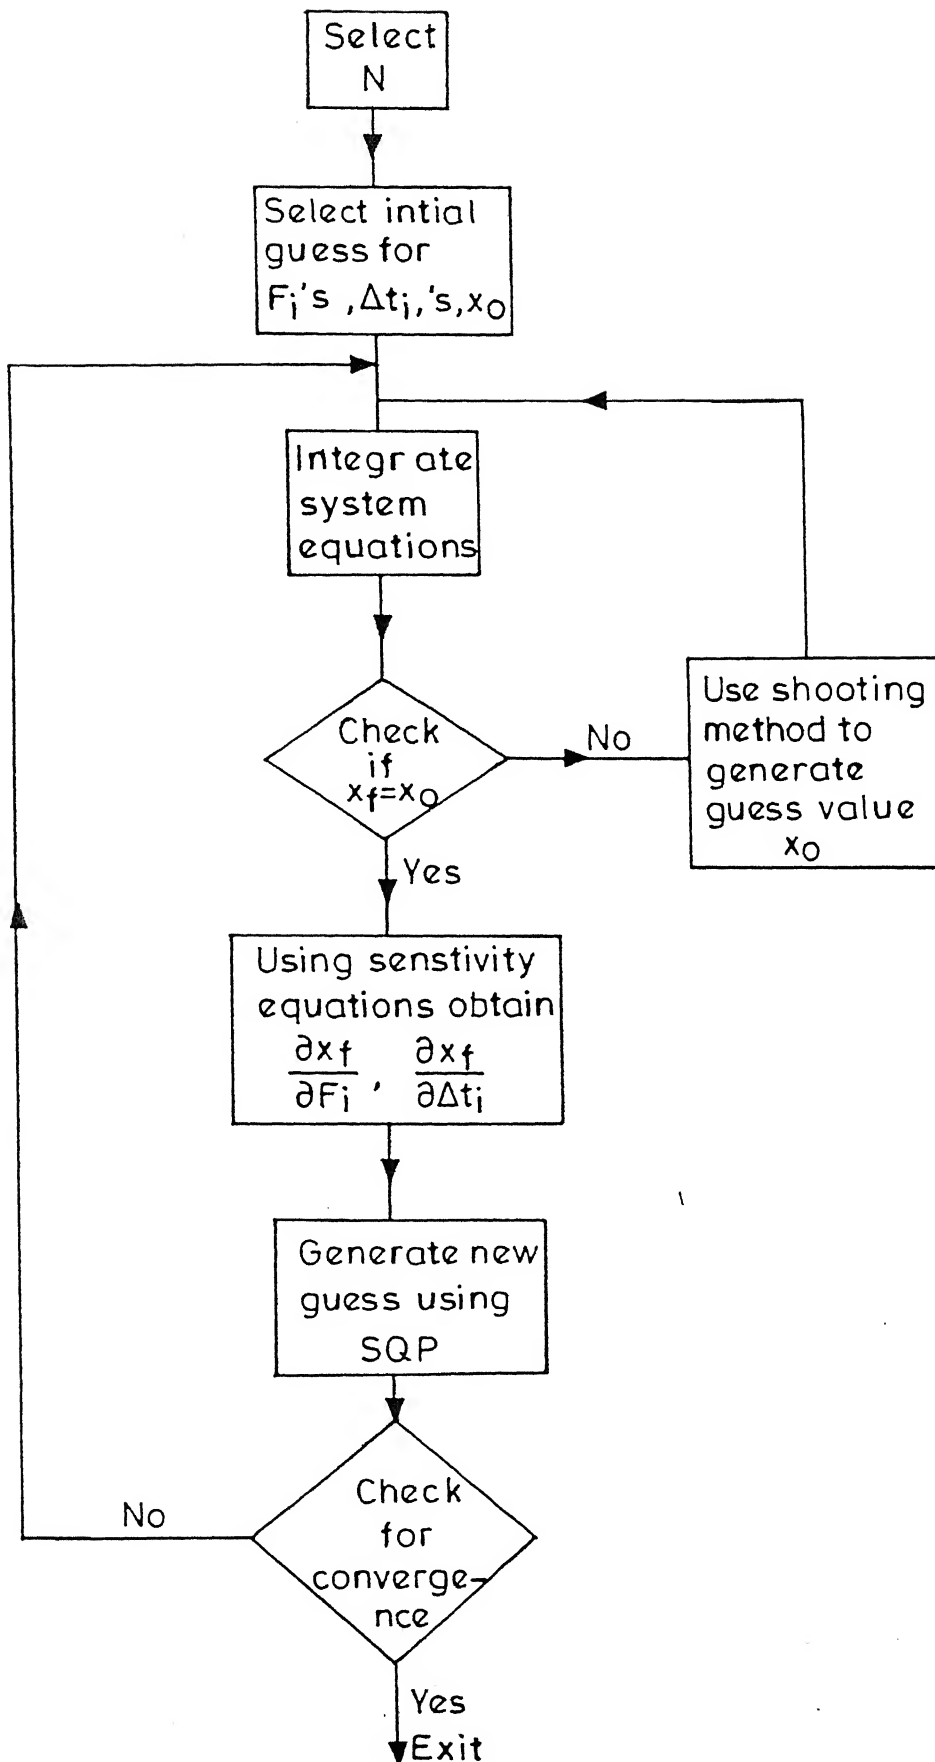 Select
N
Select intial
guess for
Fi's ,Δti,'s,xo
Integrate
system
equations
Check
if
xf=xo
No
Use shooting
method to
generate
guess value
xo
Yes
Using senstivity
equations obtain
∂xf/∂Fi , ∂xf/∂Δti
Generate new
guess using
SQP
Check
for
converge-
nce
No
Yes
Exit